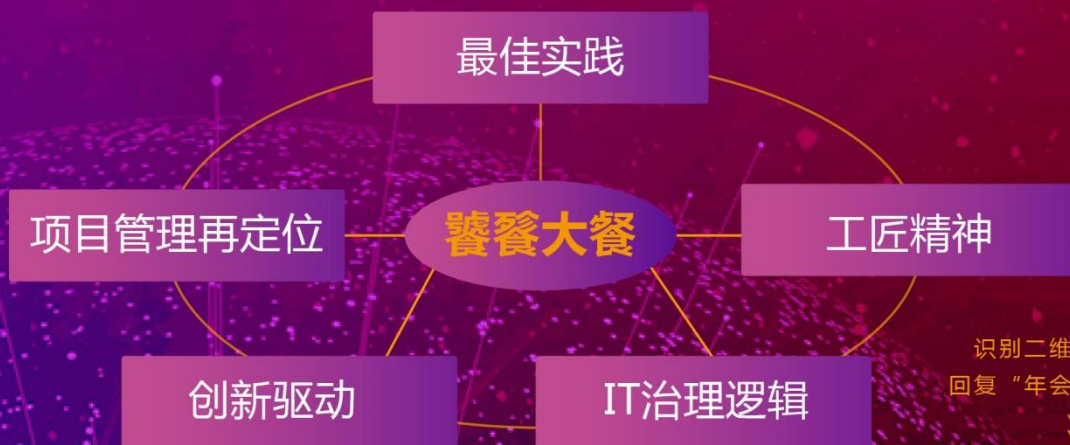 最佳实践
项目管理再定位
饕餮大餐
工匠精神
创新驱动
IT治理逻辑
识别二维
回复“年会